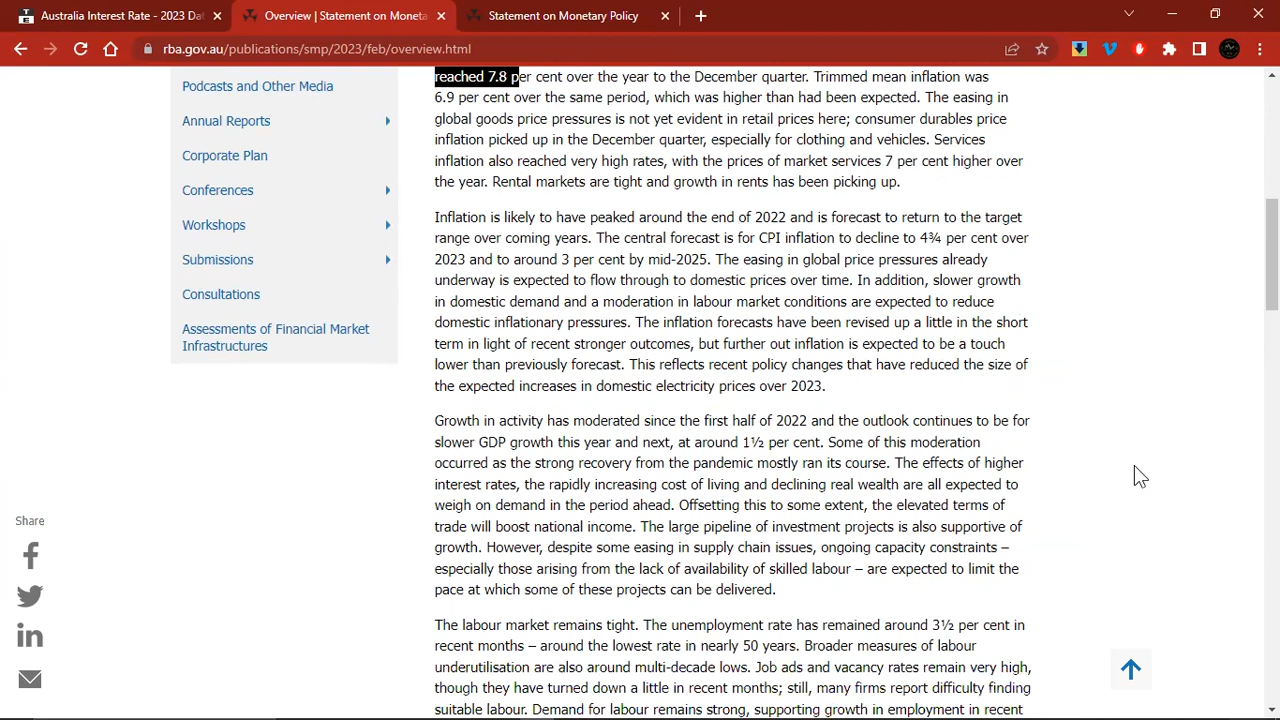 Australia Interest Rate - 2023 Dat
Overview | Statement on Moneta
Statement on Monetary Policy
rba.gov.au/publications/smp/2023/feb/overview.html
Podcasts and Other Media
Annual Reports
Corporate Plan
Conferences
Workshops
Submissions
Consultations
Assessments of Financial Market
Infrastructures
Share
reached 7.8 per cent over the year to the December quarter. Trimmed mean inflation was
6.9 per cent over the same period, which was higher than had been expected. The easing in
global goods price pressures is not yet evident in retail prices here; consumer durables price
inflation picked up in the December quarter, especially for clothing and vehicles. Services
inflation also reached very high rates, with the prices of market services 7 per cent higher over
the year. Rental markets are tight and growth in rents has been picking up.
Inflation is likely to have peaked around the end of 2022 and is forecast to return to the target
range over coming years. The central forecast is for CPI inflation to decline to 4¾ per cent over
2023 and to around 3 per cent by mid-2025. The easing in global price pressures already
underway is expected to flow through to domestic prices over time. In addition, slower growth
in domestic demand and a moderation in labour market conditions are expected to reduce
domestic inflationary pressures. The inflation forecasts have been revised up a little in the short
term in light of recent stronger outcomes, but further out inflation is expected to be a touch
lower than previously forecast. This reflects recent policy changes that have reduced the size of
the expected increases in domestic electricity prices over 2023.
Growth in activity has moderated since the first half of 2022 and the outlook continues to be for
slower GDP growth this year and next, at around 1½ per cent. Some of this moderation
occurred as the strong recovery from the pandemic mostly ran its course. The effects of higher
interest rates, the rapidly increasing cost of living and declining real wealth are all expected to
weigh on demand in the period ahead. Offsetting this to some extent, the elevated terms of
trade will boost national income. The large pipeline of investment projects is also supportive of
growth. However, despite some easing in supply chain issues, ongoing capacity constraints –
especially those arising from the lack of availability of skilled labour – are expected to limit the
pace at which some of these projects can be delivered.
The labour market remains tight. The unemployment rate has remained around 3½ per cent in
recent months – around the lowest rate in nearly 50 years. Broader measures of labour
underutilisation are also around multi-decade lows. Job ads and vacancy rates remain very high,
though they have turned down a little in recent months; still, many firms report difficulty finding
suitable labour. Demand for labour remains strong, supporting growth in employment in recent